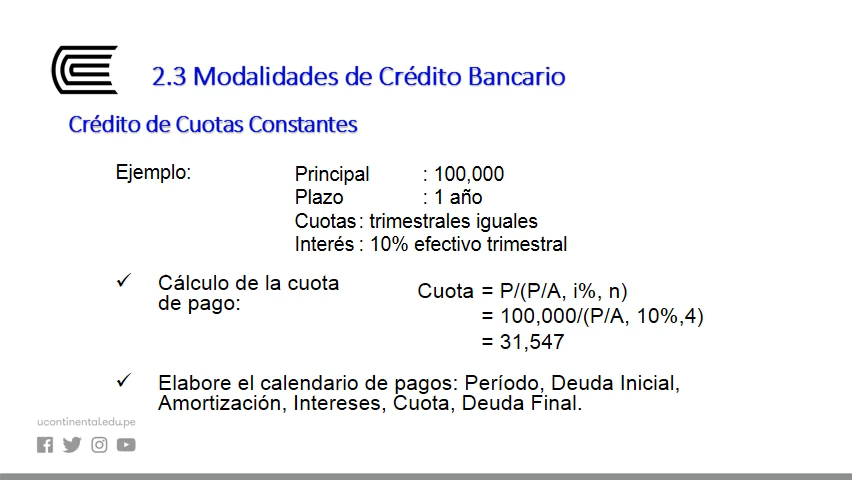 2.3 Modalidades de Crédito Bancario
Crédito de Cuotas Constantes
Ejemplo:
Principal : 100,000
Plazo : 1 año
Cuotas : trimestrales iguales
Interés : 10% efectivo trimestral
✓ Cálculo de la cuota
de pago:
Cuota = P/(P/A, i%, n)
= 100,000/(P/A, 10%,4)
= 31,547
✓ Elabore el calendario de pagos: Período, Deuda Inicial,
Amortización, Intereses, Cuota, Deuda Final.
ucontinental.edu.pe